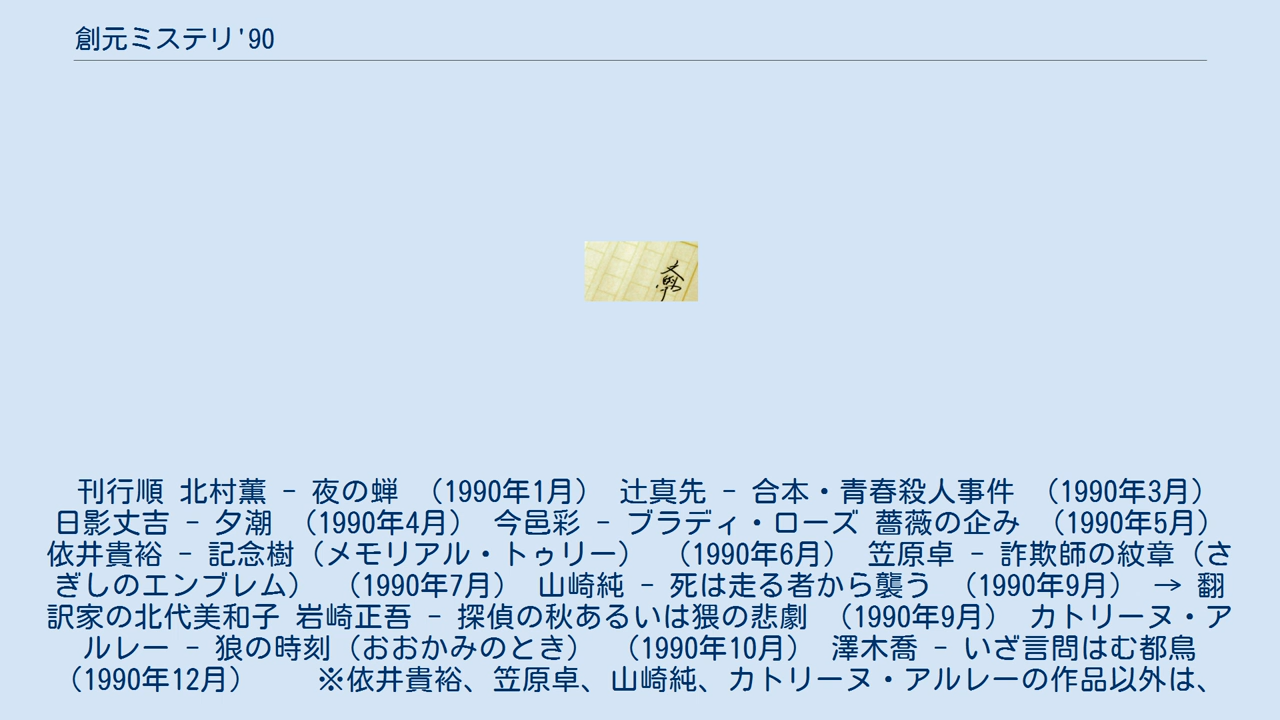 創元ミステリ'90
刊行順 北村薫 - 夜の蝉 （1990年1月） 辻真先 - 合本・青春殺人事件 （1990年3月）
日影丈吉 - 夕潮 （1990年4月） 今邑彩 - ブラディ・ローズ 薔薇の企み （1990年5月）
依井貴裕 - 記念樹（メモリアル・トゥリー） （1990年6月） 笠原卓 - 詐欺師の紋章（さ
ぎしのエンブレム） （1990年7月） 山崎純 - 死は走る者から襲う （1990年9月） → 翻
訳家の北代美和子 岩崎正吾 - 探偵の秋あるいは猥の悲劇 （1990年9月） カトリーヌ・ア
ルレー - 狼の時刻（おおかみのとき） （1990年10月） 澤木喬 - いざ言問はむ都鳥
（1990年12月） ※依井貴裕、笠原卓、山崎純、カトリーヌ・アルレーの作品以外は、